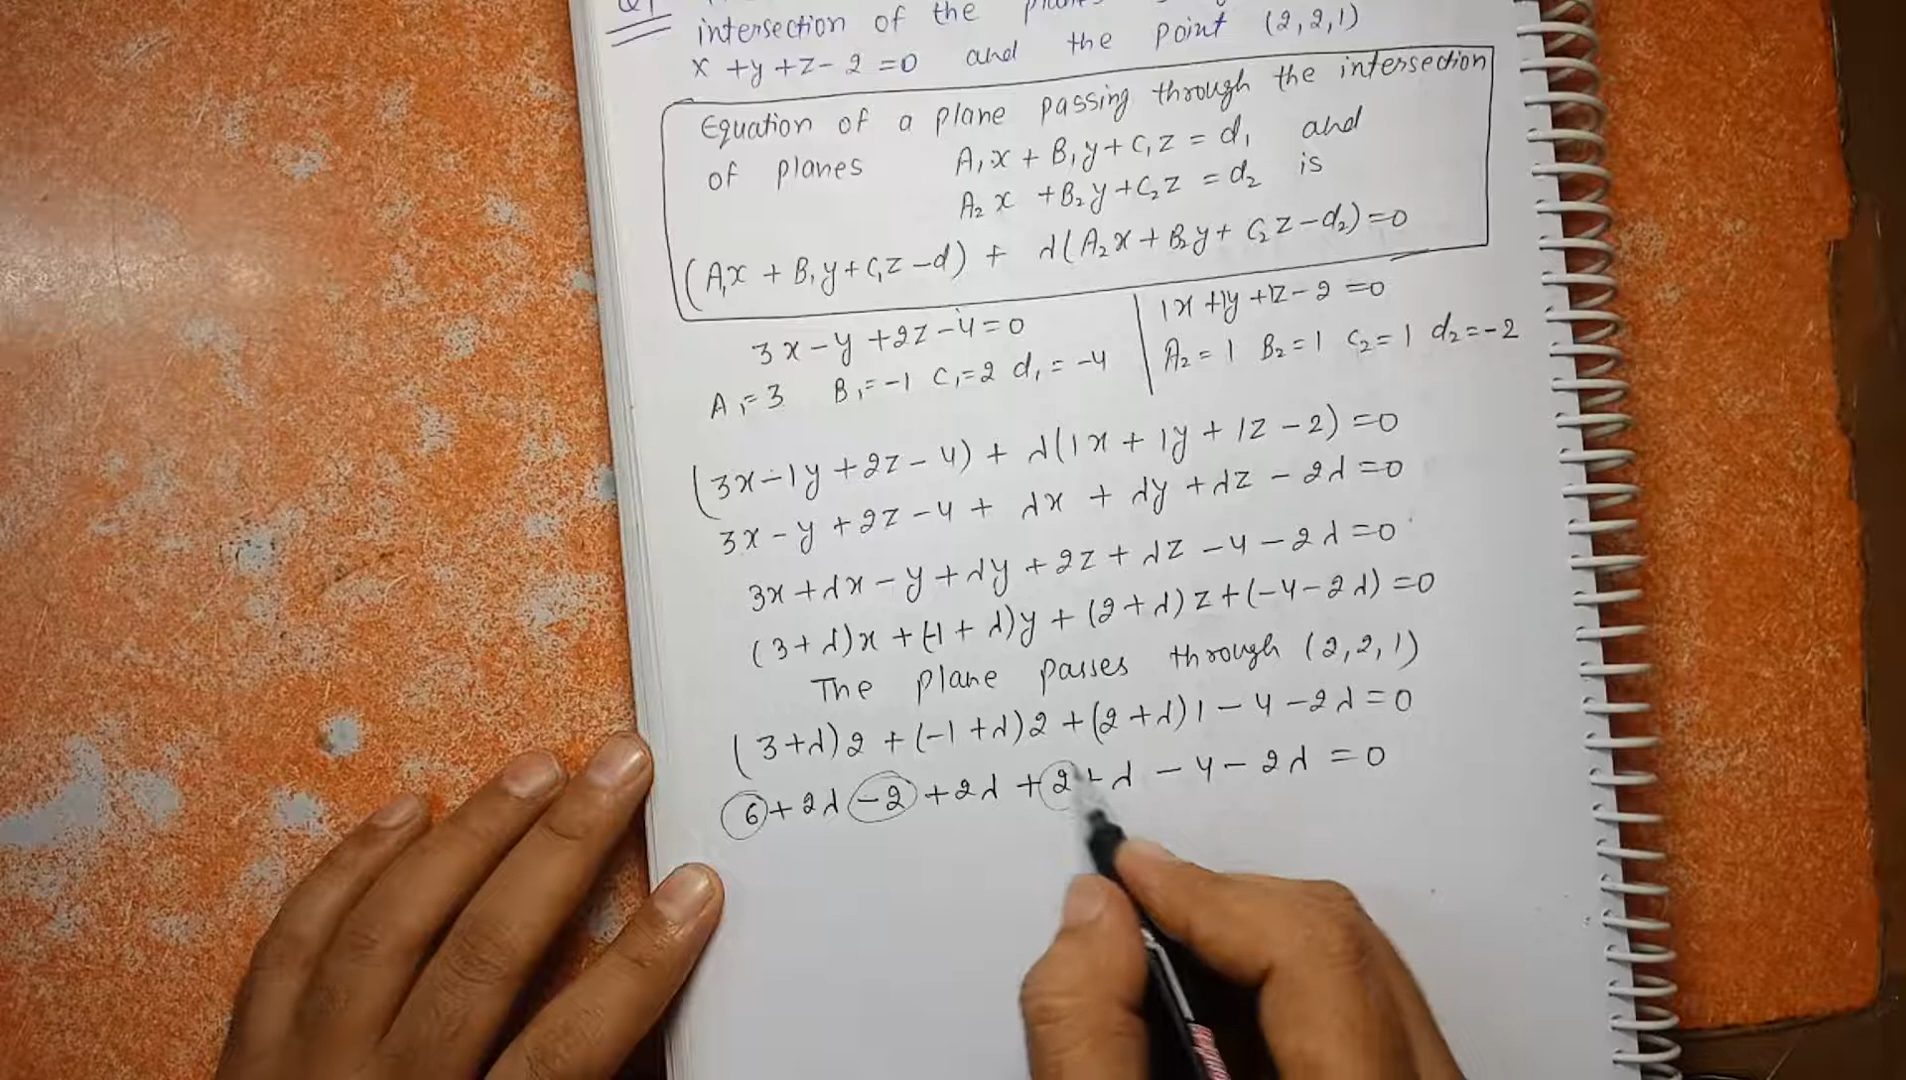 intersection of the
x + y + z - 2 = 0 and the point (2, 2, 1)
Equation of a plane passing through the intersection
of planes A₁x + B₁y + C₁z = d₁ and
A₂x + B₂y + C₂z = d₂ is
(A₁x + B₁y + C₁z - d) + λ(A₂x + B₂y + C₂z - d₂) = 0
3x - y + 2z - 4 = 0
A₁ = 3 B₁ = -1 C₁ = 2 d₁ = -4
1x + 1y + 1z - 2 = 0
A₂ = 1 B₂ = 1 C₂ = 1 d₂ = -2
(3x - 1y + 2z - 4) + λ(1x + 1y + 1z - 2) = 0
3x - y + 2z - 4 + λx + λy + λz - 2λ = 0
3x + λx - y + λy + 2z + λz - 4 - 2λ = 0
(3 + λ)x + (-1 + λ)y + (2 + λ)z + (-4 - 2λ) = 0
The plane passes through (2, 2, 1)
(3 + λ)2 + (-1 + λ)2 + (2 + λ)1 - 4 - 2λ = 0
6 + 2λ - 2 + 2λ + 2 + λ - 4 - 2λ = 0